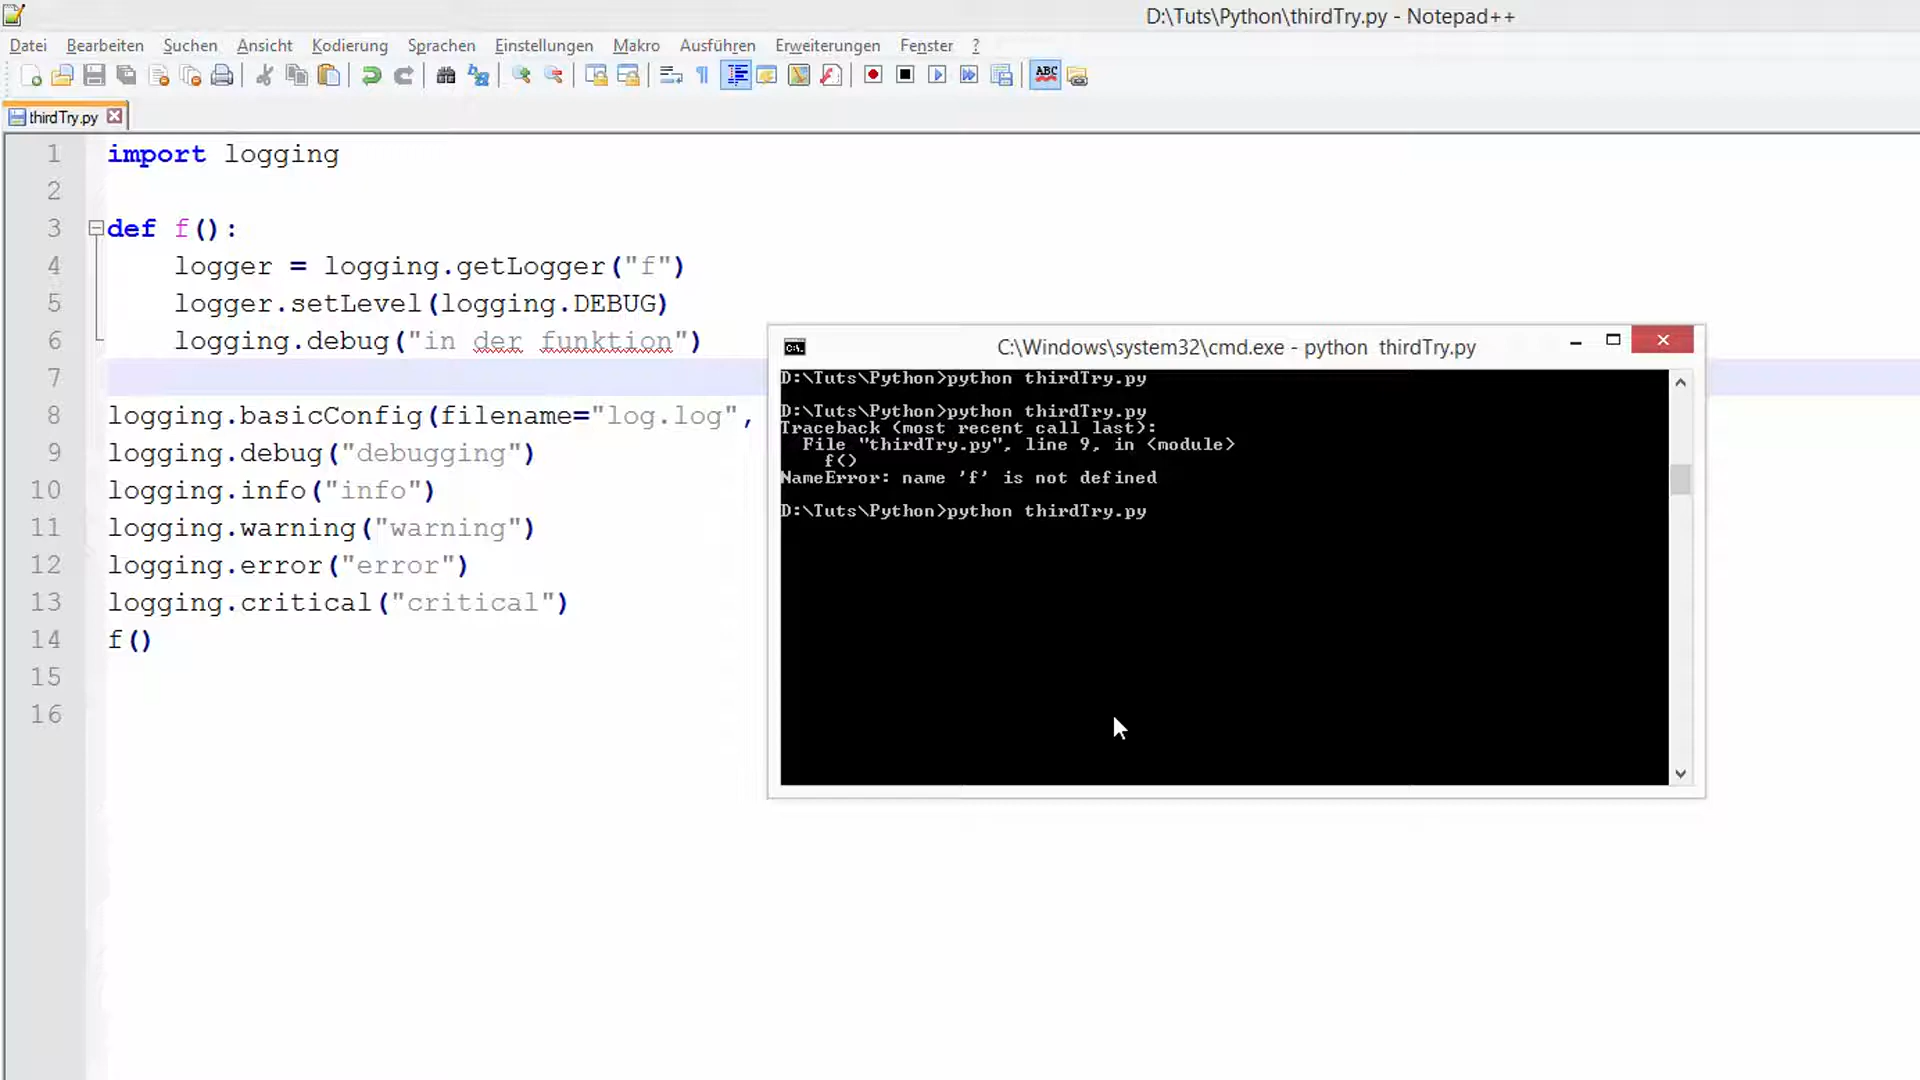 D:\Tuts\Python\thirdTry.py - Notepad++
Datei Bearbeiten Suchen Ansicht Kodierung Sprachen Einstellungen Makro Ausführen Erweiterungen Fenster ?
ABC
thirdTry.py
1 import logging
2
3 def f():
4 logger = logging.getLogger("f")
5 logger.setLevel(logging.DEBUG)
6 logging.debug("in der funktion")
7
8 logging.basicConfig(filename="log.log",
9 logging.debug("debugging")
10 logging.info("info")
11 logging.warning("warning")
12 logging.error("error")
13 logging.critical("critical")
14 f()
15
16
C:\Windows\system32\cmd.exe - python thirdTry.py
D:\Tuts\Python>python thirdTry.py
D:\Tuts\Python>python thirdTry.py
Traceback (most recent call last):
File "thirdTry.py", line 9, in <module>
f()
NameError: name 'f' is not defined
D:\Tuts\Python>python thirdTry.py